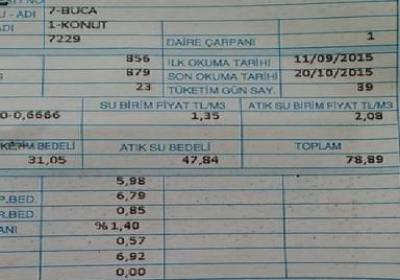 7-BUCA
U - ADI
1-KONUT
ADI
7229 DAİRE ÇARPANI 1
856 İLK OKUMA TARİHİ 11/09/2015
879 SON OKUMA TARİHİ 20/10/2015
23 TÜKETİM GÜN SAY. 39
SU BİRİM FİYAT TL/M3 ATIK SU BİRİM FİYAT TL/M3
0-0,6666 1,35 2,08
BEDELİ ATIK SU BEDELİ TOPLAM
31,05 47,84 78,89
5,98
P.BED. 6,79
R.BED. 0,85
ANI %1,40
0,57
6,92
0,00